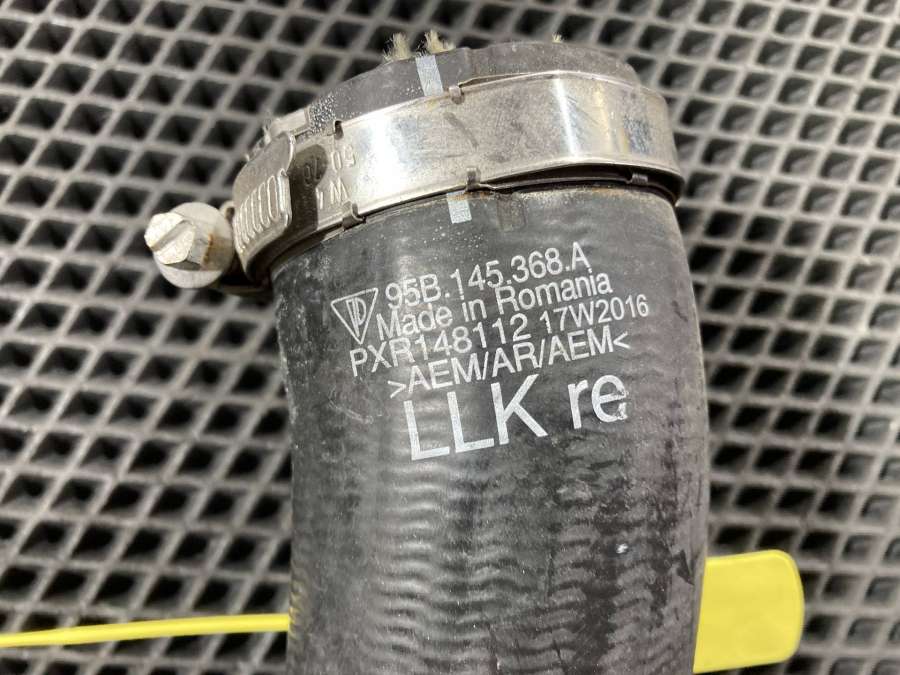 95B.145.368.A
Made in Romania
PXR148112 17W2016
>AEM/AR/AEM<
LLK re